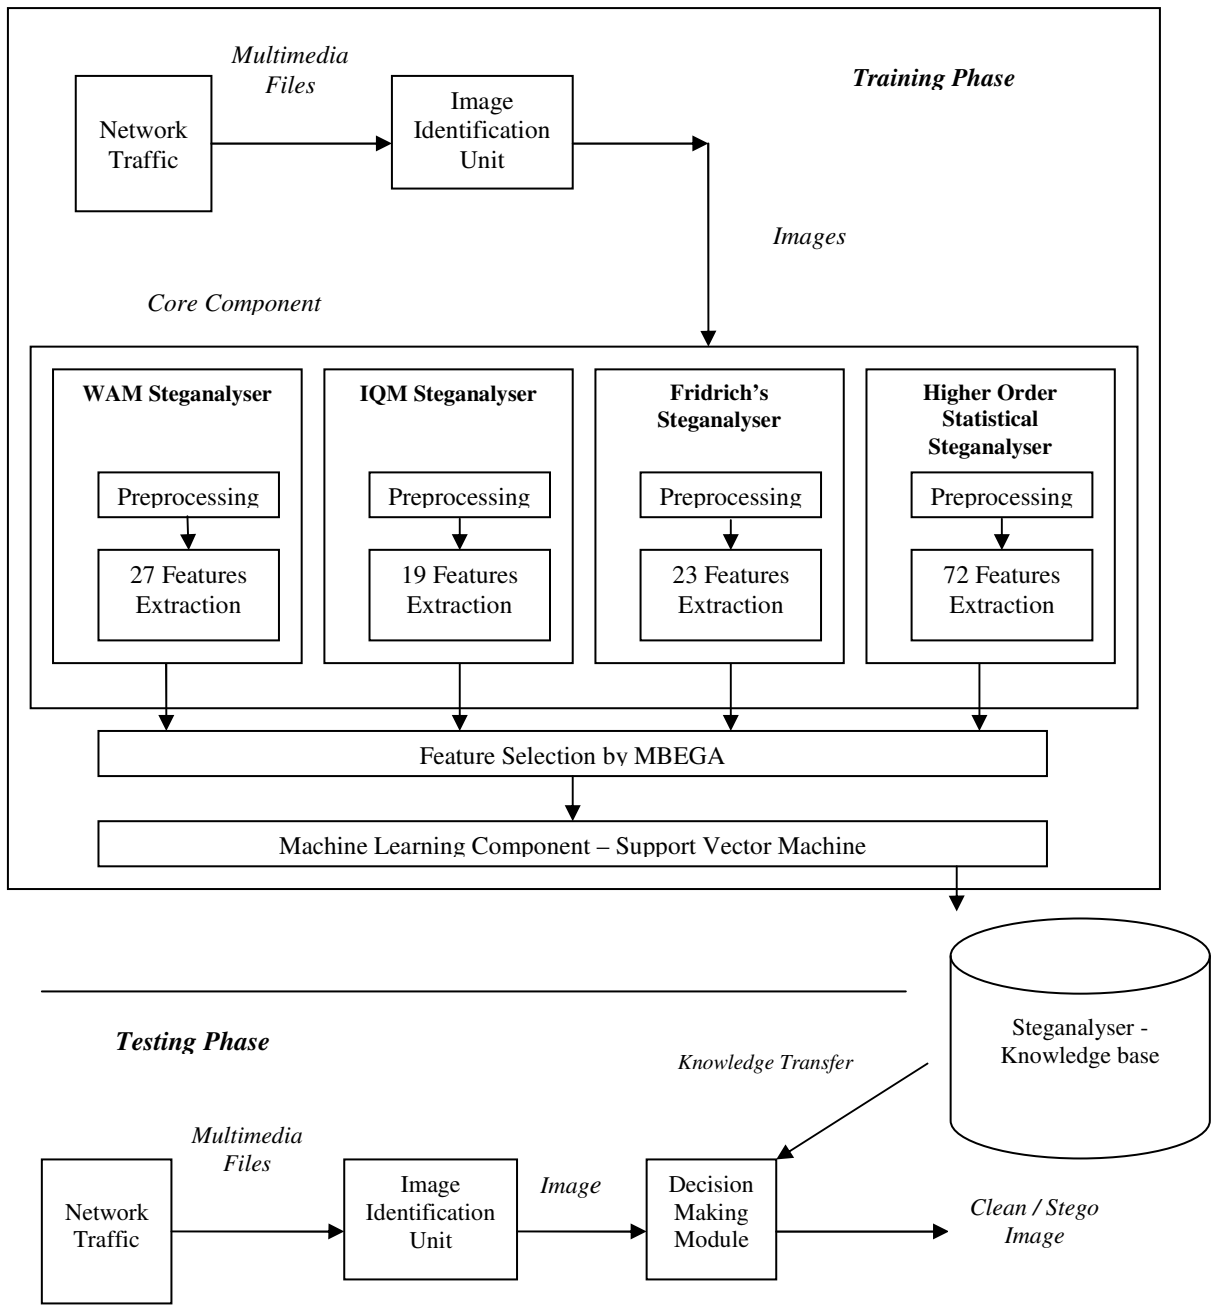 Multimedia
Files
Training Phase
Network
Traffic
Image
Identification
Unit
Images
Core Component
WAM Steganalyser
Preprocessing
27 Features
Extraction
IQM Steganalyser
Preprocessing
19 Features
Extraction
Fridrich's
Steganalyser
Preprocessing
23 Features
Extraction
Higher Order
Statistical
Steganalyser
Preprocessing
72 Features
Extraction
Feature Selection by MBEGA
Machine Learning Component – Support Vector Machine
Steganalyser -
Knowledge base
Testing Phase
Knowledge Transfer
Multimedia
Files
Network
Traffic
Image
Identification
Unit
Image
Decision
Making
Module
Clean / Stego
Image